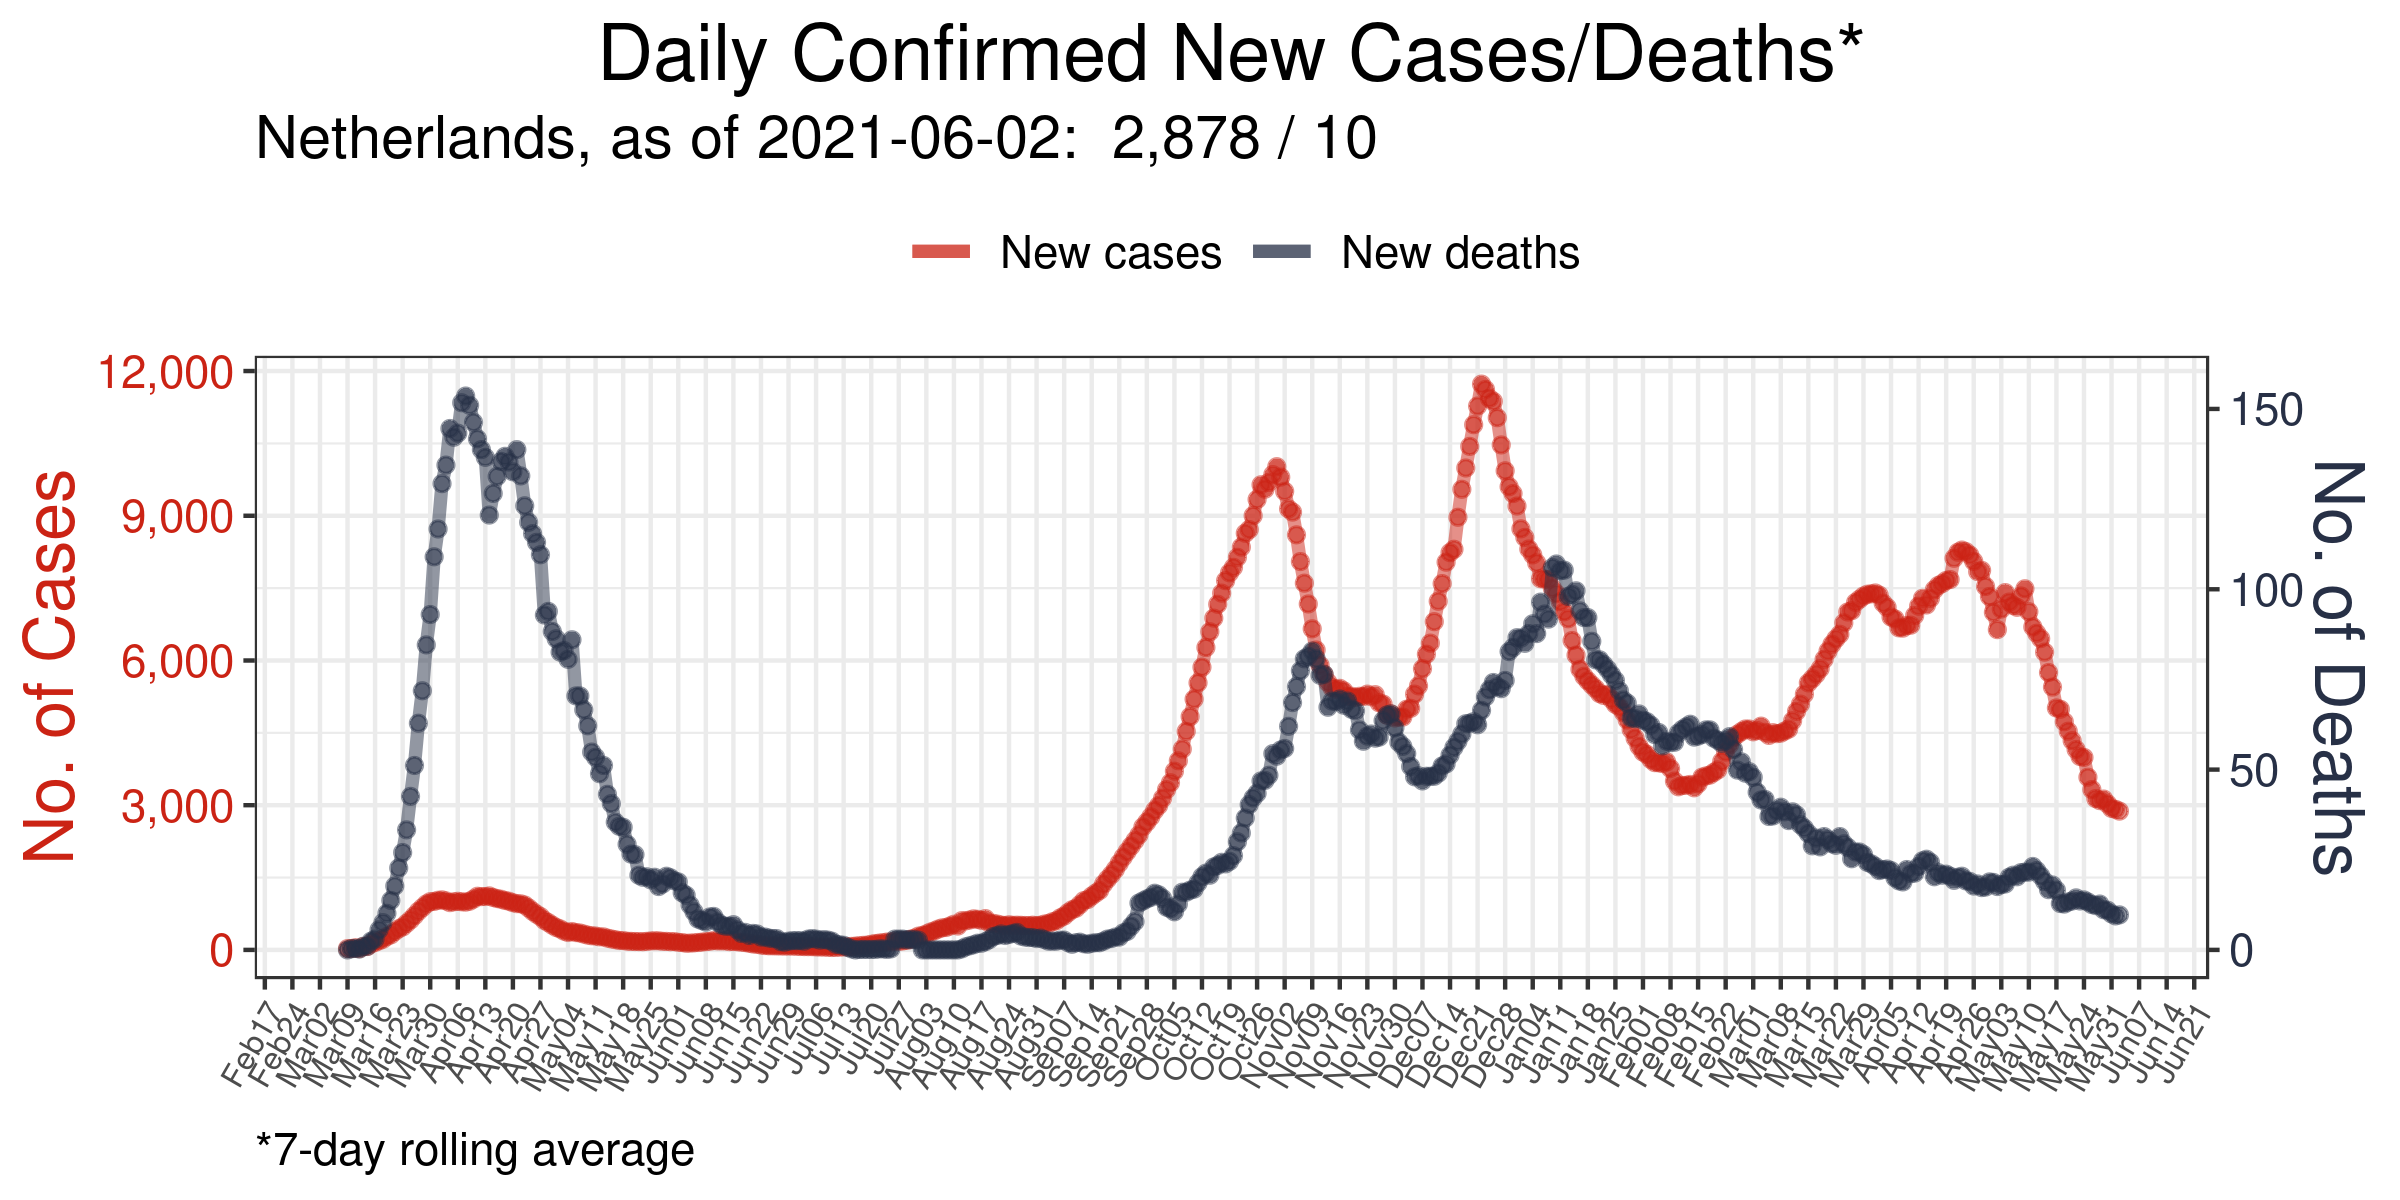 Daily Confirmed New Cases/Deaths*
Netherlands, as of 2021-06-02:  2,878 / 10
New cases
New deaths
No. of Cases
12,000
9,000
6,000
3,000
0
150
100
50
0
No. of Deaths
Feb17
Feb24
Mar02
Mar09
Mar16
Mar23
Mar30
Apr06
Apr13
Apr20
Apr27
May04
May11
May18
May25
Jun01
Jun08
Jun15
Jun22
Jun29
Jul06
Jul13
Jul20
Jul27
Aug03
Aug10
Aug17
Aug24
Aug31
Sep07
Sep14
Sep21
Sep28
Oct05
Oct12
Oct19
Oct26
Nov02
Nov09
Nov16
Nov23
Nov30
Dec07
Dec14
Dec21
Dec28
Jan04
Jan11
Jan18
Jan25
Feb01
Feb08
Feb15
Feb22
Mar01
Mar08
Mar15
Mar22
Mar29
Apr05
Apr12
Apr19
Apr26
May03
May10
May17
May24
May31
Jun07
Jun14
Jun21
*7-day rolling average